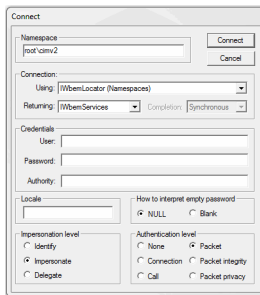 Connect
Namespace
root\cimv2
Connect
Cancel
Connection:
Using: IWbemLocator (Namespaces)
Returning: IWbemServices Completion: Synchronous
Credentials
User:
Password:
Authority:
Locale
How to interpret empty password
NULL Blank
Impersonation level
Identify
Impersonate
Delegate
Authentication level
None Packet
Connection Packet integrity
Call Packet privacy